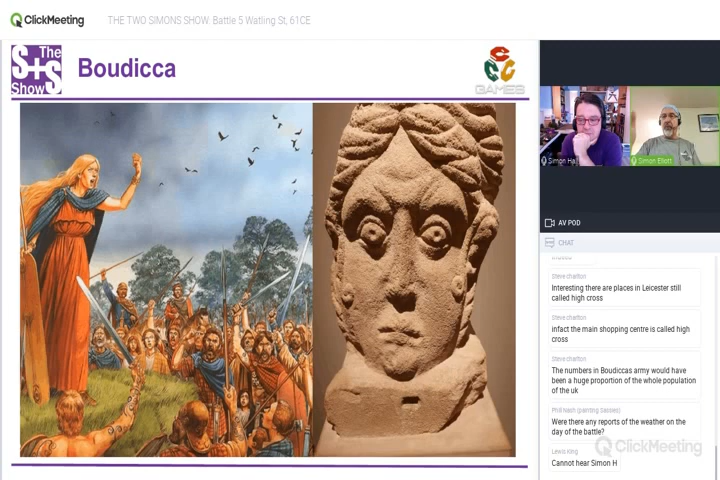 ClickMeeting
THE TWO SIMONS SHOW: Battle 5 Watling St, 61CE
The
S+S
Show
Boudicca
CCC
GAMES
Simon Hall
Simon Elliott
AV POD
CHAT
Steve charlton
Interesting there are places in Leicester still
called high cross
Steve charlton
infact the main shopping centre is called high
cross
Steve charlton
The numbers in Boudiccas army would have
been a huge proportion of the whole population
of the uk
Phill Nash (painting Sassies)
Were there any reports of the weather on the
day of the battle?
Lewis King
Cannot hear Simon H
ClickMeeting